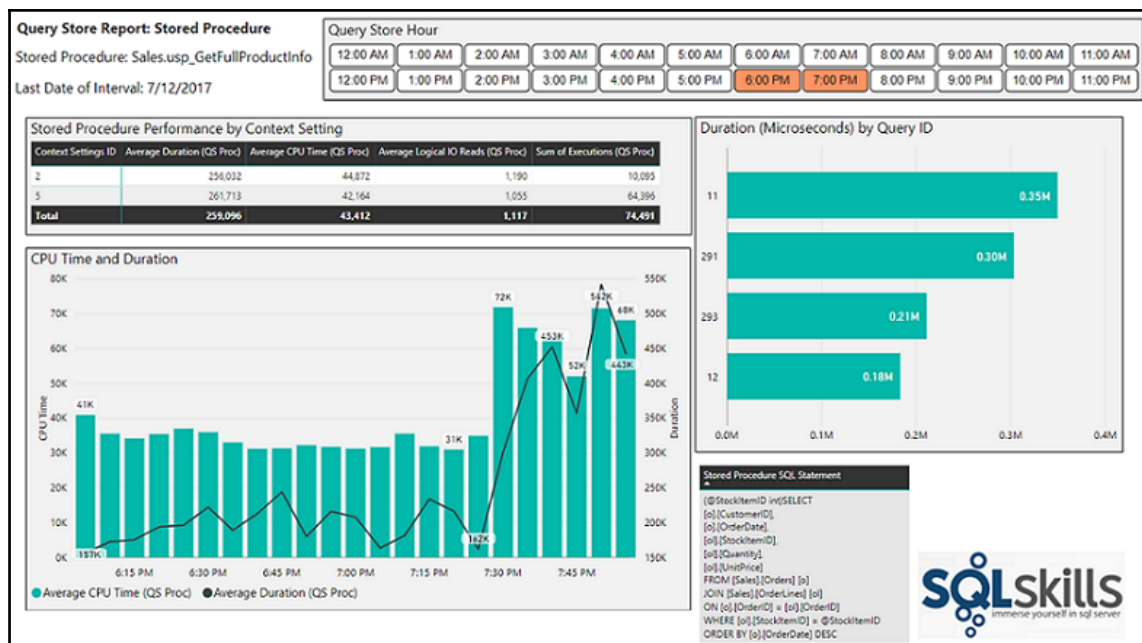 Query Store Report: Stored Procedure
Stored Procedure: Sales.usp_GetFullProductInfo
Last Date of Interval: 7/12/2017
Query Store Hour
12:00 AM 1:00 AM 2:00 AM 3:00 AM 4:00 AM 5:00 AM 6:00 AM 7:00 AM 8:00 AM 9:00 AM 10:00 AM 11:00 AM
12:00 PM 1:00 PM 2:00 PM 3:00 PM 4:00 PM 5:00 PM 6:00 PM 7:00 PM 8:00 PM 9:00 PM 10:00 PM 11:00 PM
Stored Procedure Performance by Context Setting
Context Settings ID Average Duration (QS Proc) Average CPU Time (QS Proc) Average Logical IO Reads (QS Proc) Sum of Executions (QS Proc)
2 256,032 44,872 1,190 10,095
5 261,713 42,164 1,055 64,396
Total 259,096 43,412 1,117 74,491
CPU Time and Duration
80K 550K
72K 542K 68K
70K 500K
453K
60K 450K
443K
52K
50K 400K
41K
40K 350K
31K
30K 300K
20K 250K
10K 200K
157K 162K
0K 150K
CPU Time
Duration
6:15 PM 6:30 PM 6:45 PM 7:00 PM 7:15 PM 7:30 PM 7:45 PM
Average CPU Time (QS Proc) Average Duration (QS Proc)
Duration (Microseconds) by Query ID
11 0.35M
291 0.30M
293 0.21M
12 0.18M
0.0M 0.1M 0.2M 0.3M 0.4M
Stored Procedure SQL Statement
(@StockItemID int)SELECT
[o].[CustomerID],
[o].[OrderDate],
[ol].[StockItemID],
[ol].[Quantity],
[ol].[UnitPrice]
FROM [Sales].[Orders] [o]
JOIN [Sales].[OrderLines] [ol]
ON [o].[OrderID] = [ol].[OrderID]
WHERE [ol].[StockItemID] = @StockItemID
ORDER BY [o].[OrderDate] DESC
SQLskills
immerse yourself in sql server